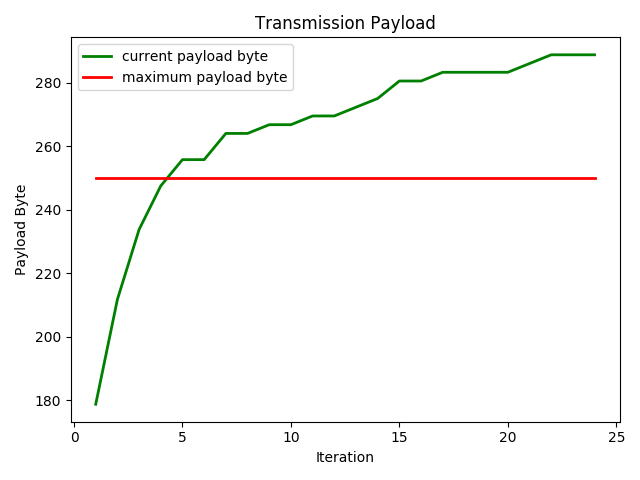 Transmission Payload
current payload byte
maximum payload byte
280
260
240
220
200
180
Payload Byte
0 5 10 15 20 25
Iteration